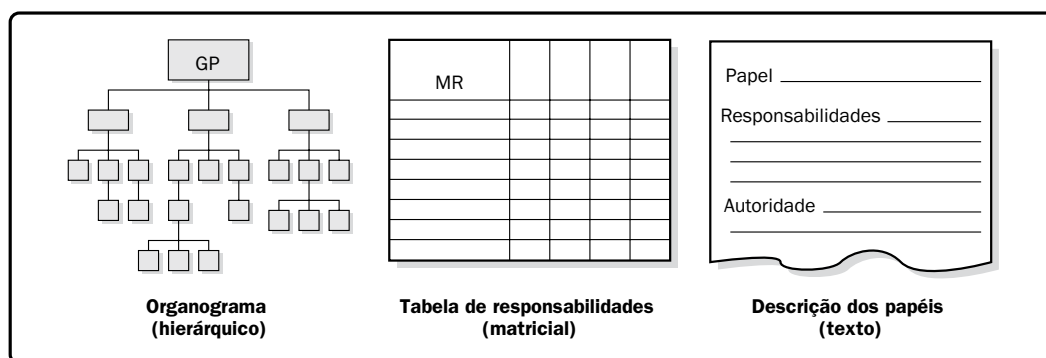 GP
MR
Papel
Responsabilidades
Autoridade
Organograma
(hierárquico)
Tabela de responsabilidades
(matricial)
Descrição dos papéis
(texto)